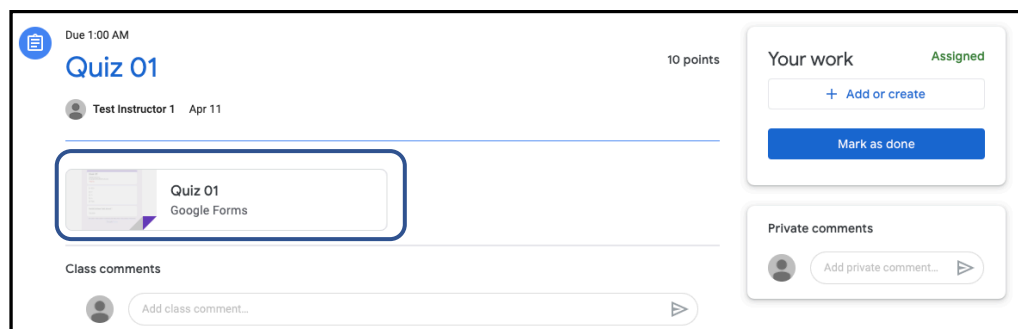 Due 1:00 AM
Quiz 01
10 points
Test Instructor 1 Apr 11
Quiz 01
Google Forms
Class comments
Add class comment...
Your work
Assigned
+ Add or create
Mark as done
Private comments
Add private comment...